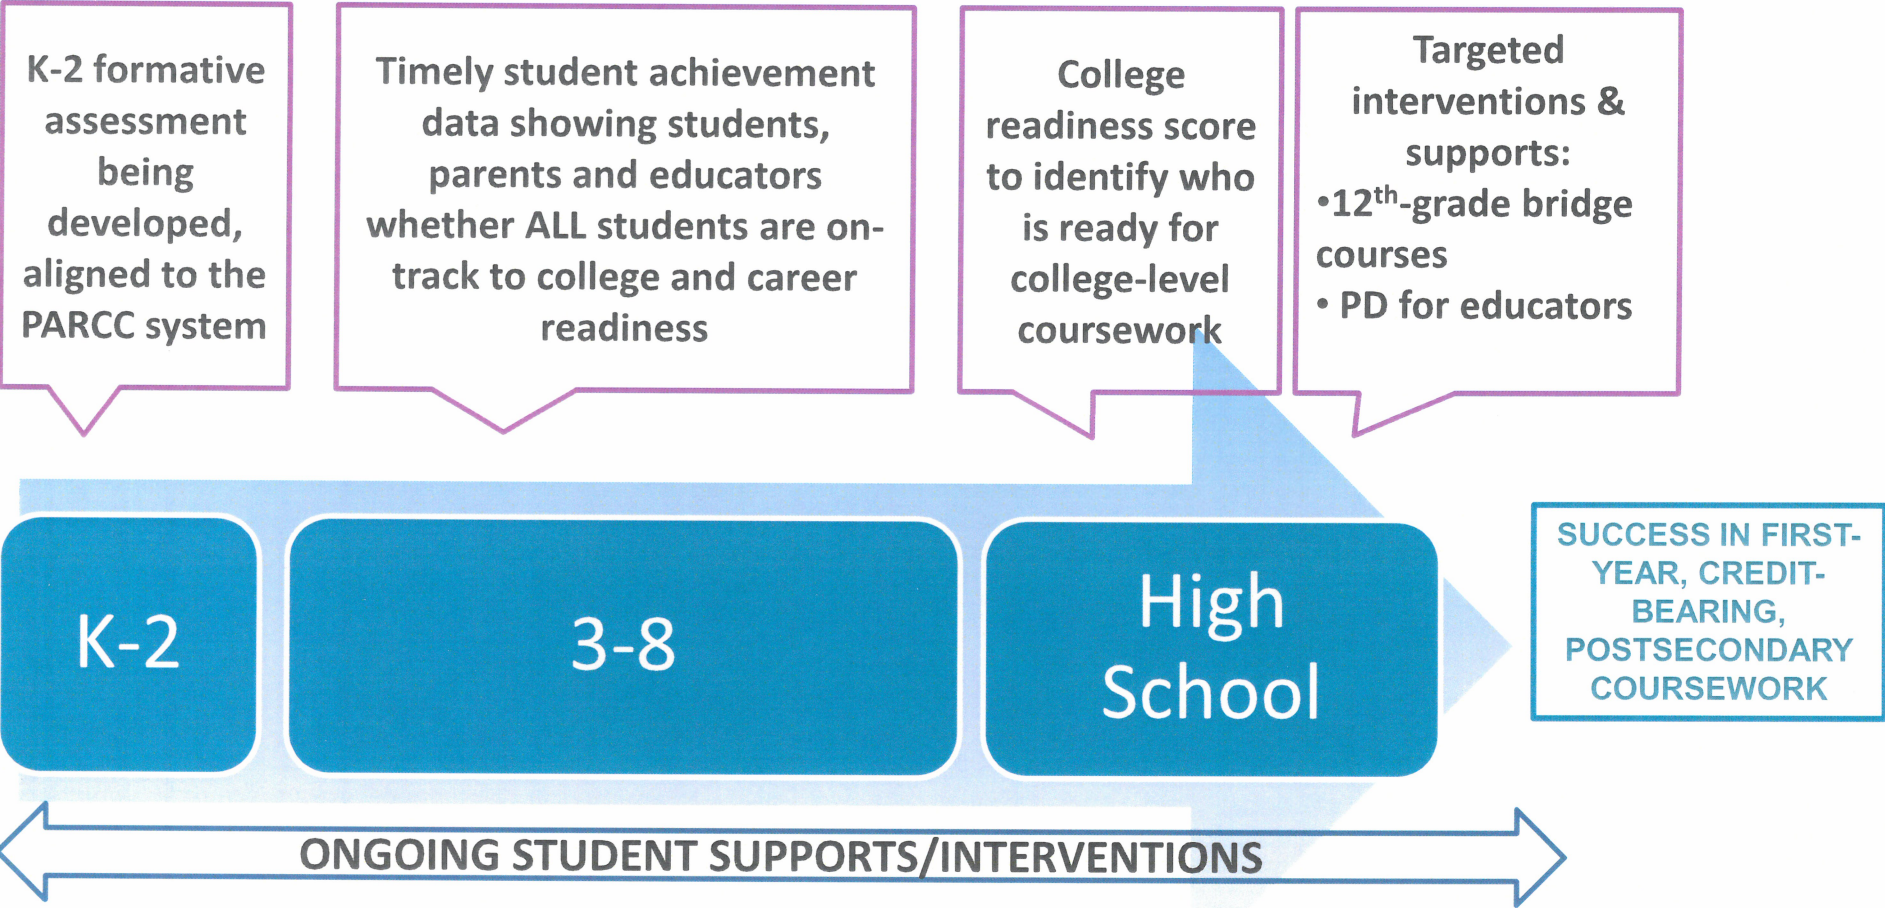 K-2 formative
assessment
being
developed,
aligned to the
PARCC system
Timely student achievement
data showing students,
parents and educators
whether ALL students are on-
track to college and career
readiness
College
readiness score
to identify who
is ready for
college-level
coursework
Targeted
interventions &
supports:
•12th-grade bridge
courses
• PD for educators
K-2
3-8
High
School
SUCCESS IN FIRST-
YEAR, CREDIT-
BEARING,
POSTSECONDARY
COURSEWORK
ONGOING STUDENT SUPPORTS/INTERVENTIONS